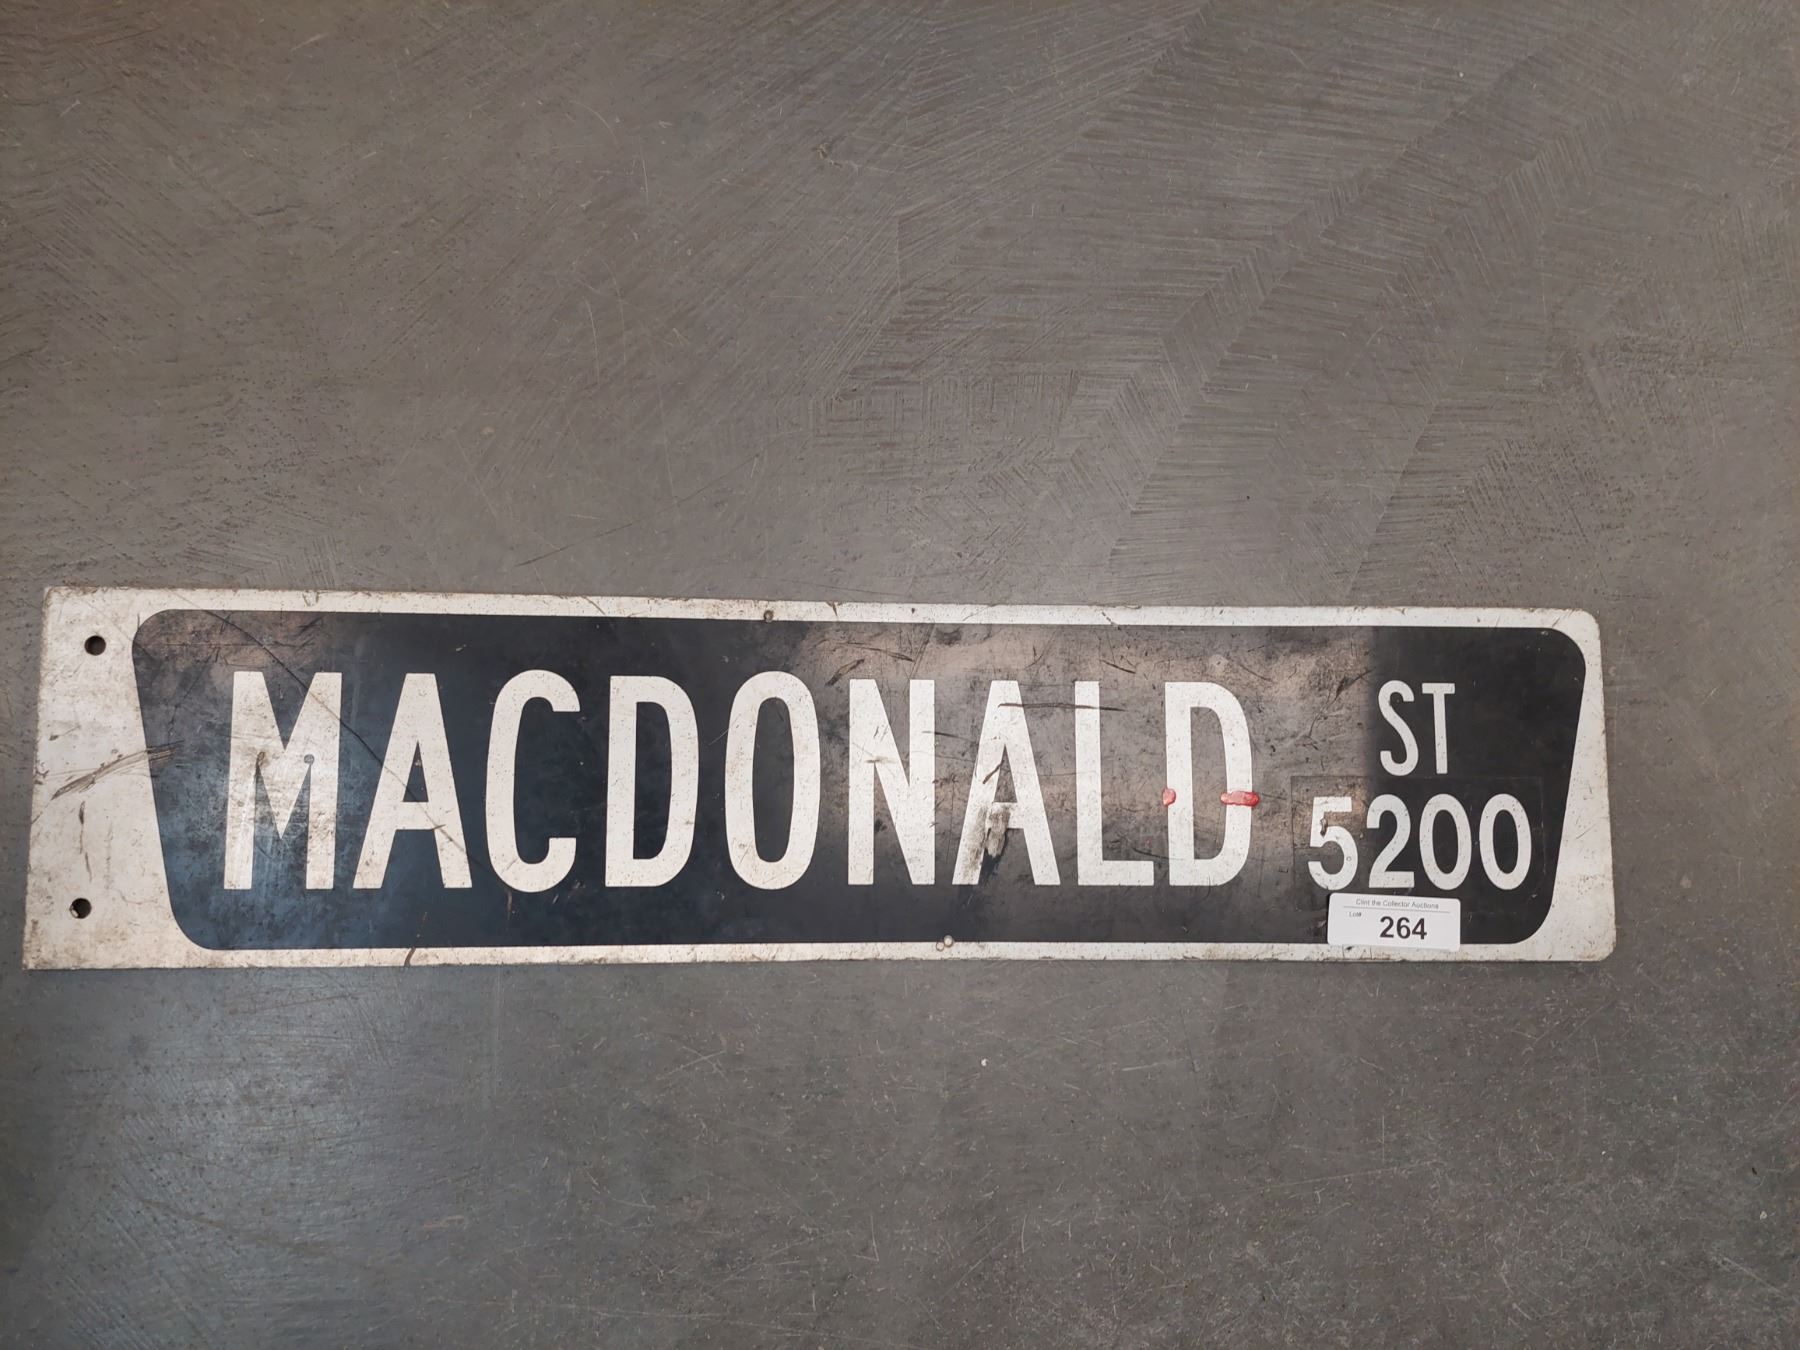 MACDONALD ST
5200
Clint the Collector Auctions
Lot# 264